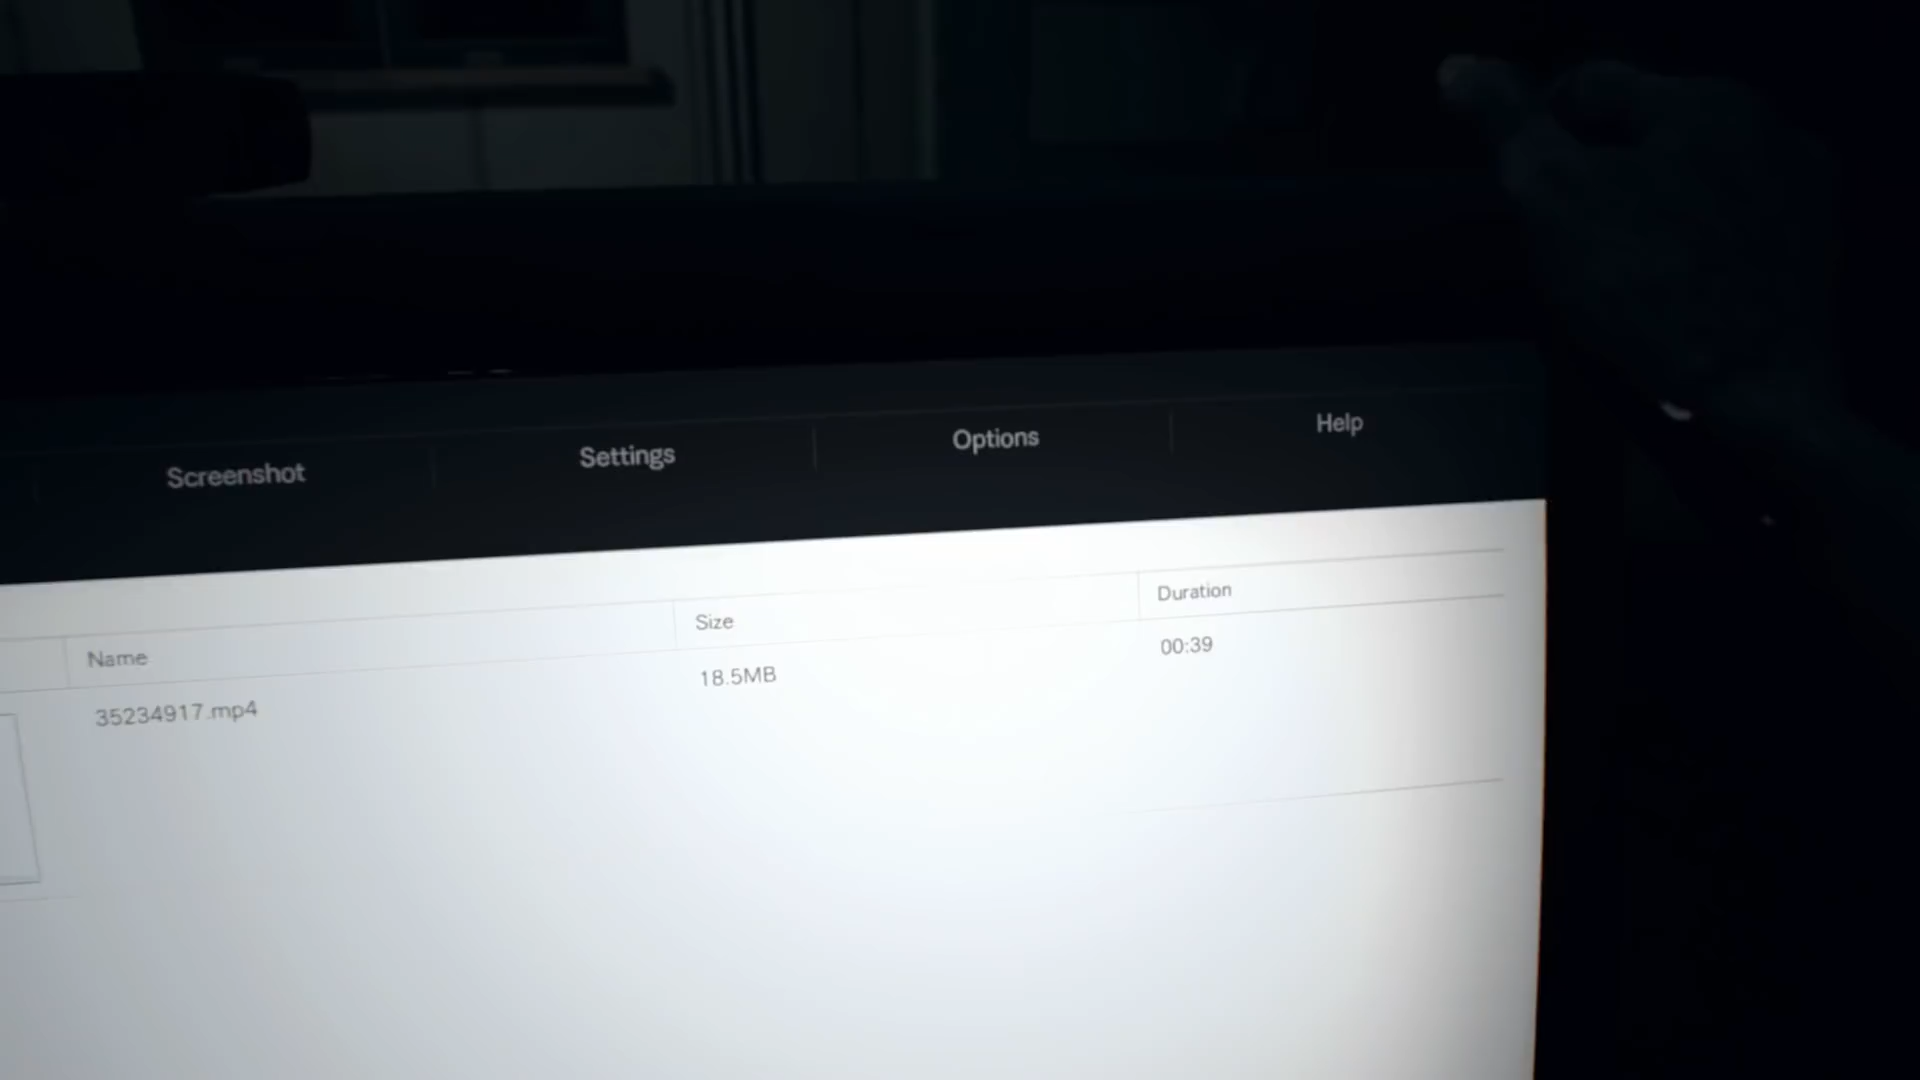 Screenshot Settings Options Help
Name Size Duration
35234917.mp4 18.5MB 00:39